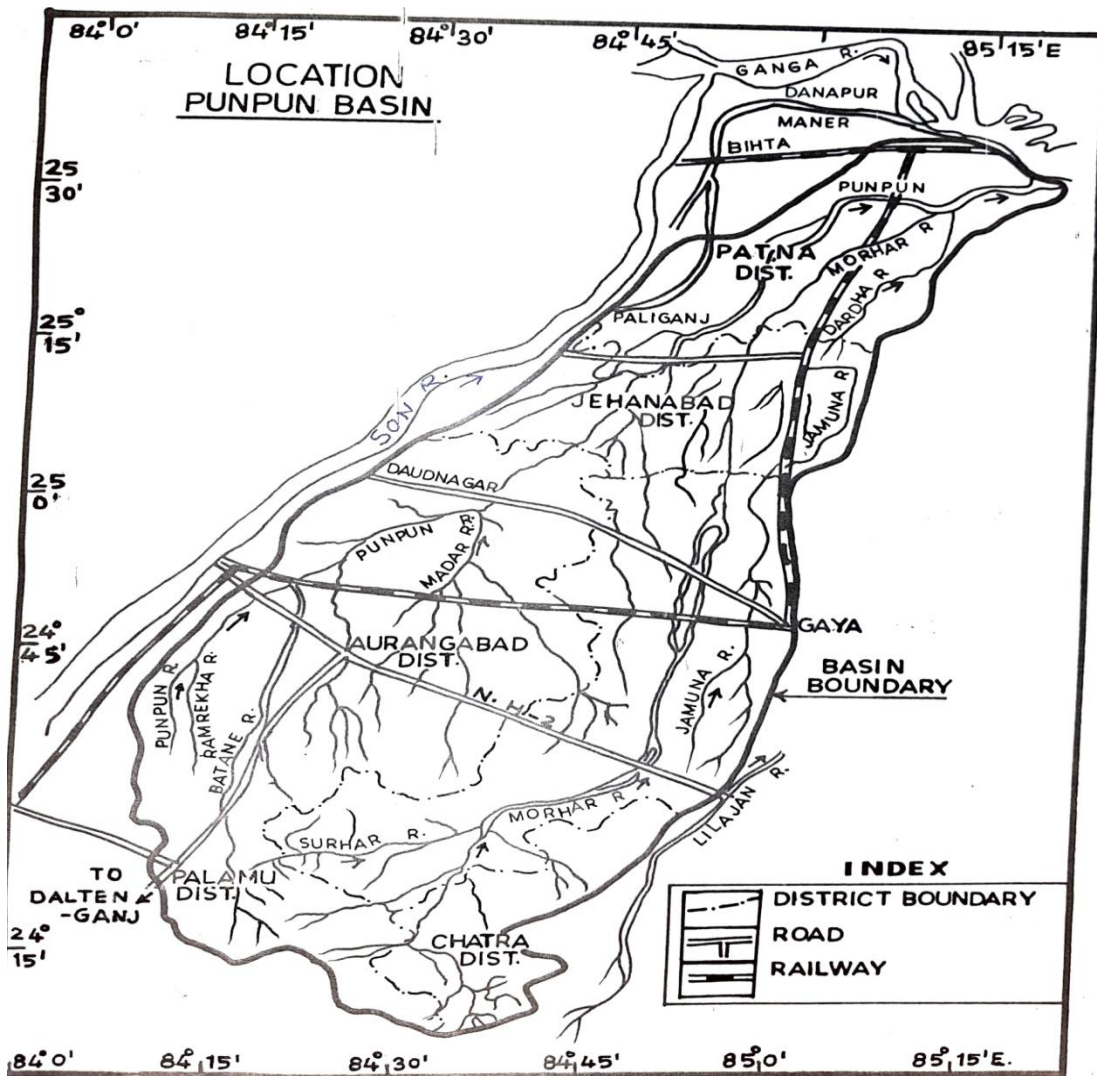 84° 0'
84° 15'
84° 30'
84° 45'
85° 15' E
LOCATION
PUNPUN BASIN
GANGA R.
DANAPUR
MANER
BIHTA
25
30'
PUNPUN
PATNA
DIST.
MORHAR R
DARDHA R
PALIGANJ
25°
15'
SON R.
JEHANABAD
DIST.
JAMUNA R
DAUDNAGAR
25
0'
PUNPUN
MADAR R.
GAYA
24°
45'
AURANGABAD
DIST.
BASIN
BOUNDARY
N.H-2
JAMUNA R.
PUNPUN R.
RAMREKHA R.
BATANE R.
MORHAR R
LILAJAN R.
SURHAR R.
TO
DALTEN
-GANJ
PALAMU
DIST.
CHATRA
DIST.
24°
15'
INDEX
DISTRICT BOUNDARY
ROAD
RAILWAY
84° 0'
84° 15'
84° 30'
84° 45'
85° 0'
85° 15' E.